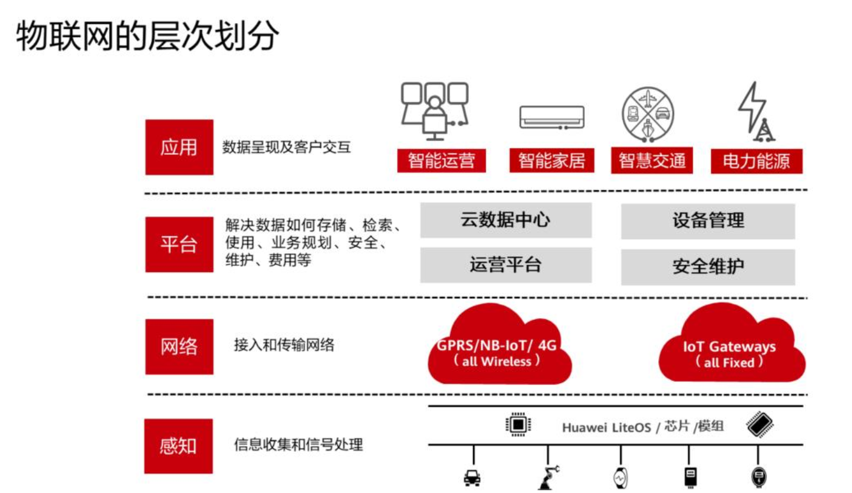 物联网的层次划分
应用
数据呈现及客户交互
智能运营
智能家居
智慧交通
电力能源
平台
解决数据如何存储、检索、
使用、业务规划、安全、
维护、费用等
云数据中心
设备管理
运营平台
安全维护
网络
接入和传输网络
GPRS/NB-IoT/ 4G
（ all Wireless ）
IoT Gateways
（ all Fixed ）
感知
信息收集和信号处理
Huawei LiteOS / 芯片 /模组